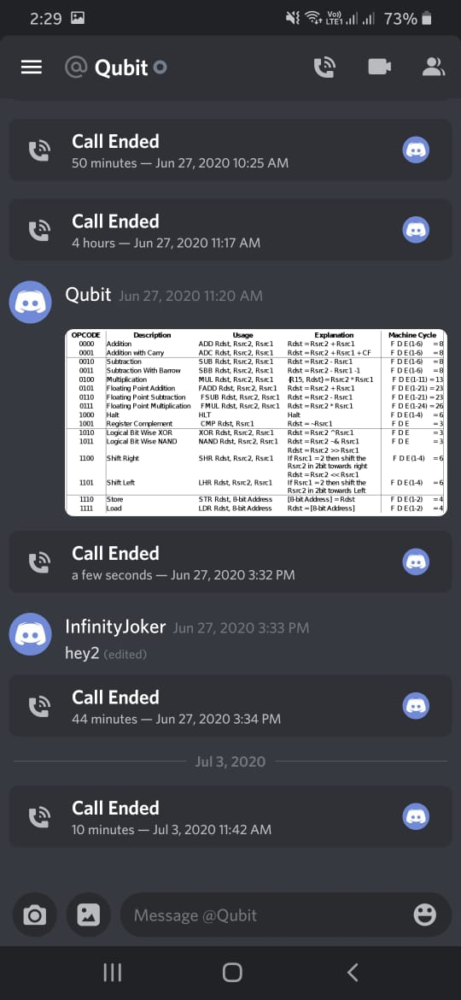 2:29
Vo)) LTE1 73%
@ Qubit
Call Ended
50 minutes — Jun 27, 2020 10:25 AM
Call Ended
4 hours — Jun 27, 2020 11:17 AM
Qubit Jun 27, 2020 11:20 AM
OPCODE Description Usage Explanation Machine Cycle
0000 Addition ADD Rdst, Rsrc2, Rsrc1 Rdst = Rsrc2 + Rsrc1 F D E(1-6) =8
0001 Addition with Carry ADC Rdst, Rsrc2, Rsrc1 Rdst = Rsrc2 + Rsrc1 + CF F D E(1-6) =8
0010 Subtraction SUB Rdst, Rsrc2, Rsrc1 Rdst = Rsrc2 - Rsrc1 F D E(1-6) =8
0011 Subtraction With Barrow SBB Rdst, Rsrc2, Rsrc1 Rdst = Rsrc2 - Rsrc1 -1 F D E(1-6) =8
0100 Multiplication MUL Rdst, Rsrc2, Rsrc1 {R15, Rdst}=Rsrc2 * Rsrc1 F D E(1-11) =13
0101 Floating Point Addition FADD Rdst, Rsrc2, Rsrc1 Rdst = Rsrc2 + Rsrc1 F D E(1-21) =23
0110 Floating Point Subtraction FSUB Rdst, Rsrc2, Rsrc1 Rdst = Rsrc2 - Rsrc1 F D E(1-21) =23
0111 Floating Point Multiplication FMUL Rdst, Rsrc2, Rsrc1 Rdst = Rsrc2 * Rsrc1 F D E(1-24) =26
1000 Halt HLT Halt F D E(1-4) =6
1001 Register Complement CMP Rdst, Rsrc1 Rdst = ~Rsrc1 F D E =3
1010 Logical Bit Wise XOR XOR Rdst, Rsrc2, Rsrc1 Rdst = Rsrc2 ^Rsrc1 F D E =3
1011 Logical Bit Wise NAND NAND Rdst, Rsrc2, Rsrc1 Rdst = Rsrc2 ~& Rsrc1 F D E =3
Rdst = Rsrc2 >> Rsrc1
1100 Shift Right SHR Rdst, Rsrc2, Rsrc1 If Rsrc1 = 2 then shift the F D E(1-4) =6
Rsrc2 in 2bit towards right
Rdst = Rsrc2 << Rsrc1
1101 Shift Left LHR Rdst, Rsrc2, Rsrc1 If Rsrc1 = 2 then shift the F D E(1-4) =6
Rsrc2 in 2bit towards Left
1110 Store STR Rdst, 8-bit Address [8-bit Address] = Rdst F D E(1-2) =4
1111 Load LDR Rdst, 8-bit Address Rdst = [8-bit Address] F D E(1-2) =4
Call Ended
a few seconds — Jun 27, 2020 3:32 PM
InfinityJoker Jun 27, 2020 3:33 PM
hey2 (edited)
Call Ended
44 minutes — Jun 27, 2020 3:34 PM
Jul 3, 2020
Call Ended
10 minutes — Jul 3, 2020 11:42 AM
Message @Qubit